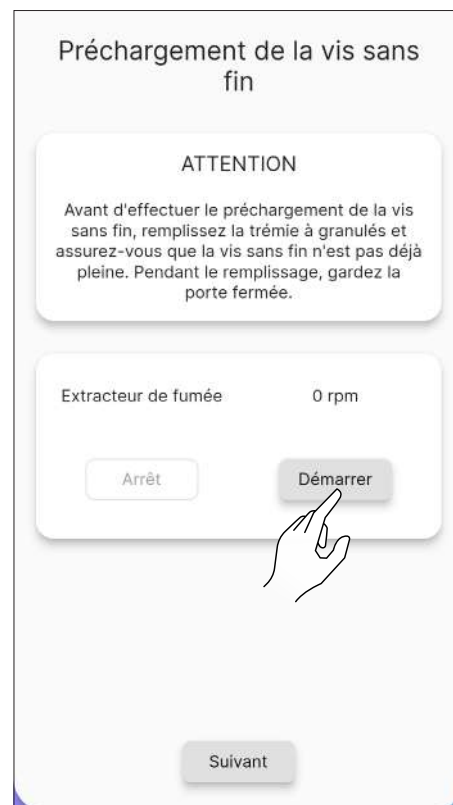 Préchargement de la vis sans
fin
ATTENTION
Avant d'effectuer le préchargement de la vis
sans fin, remplissez la trémie à granulés et
assurez-vous que la vis sans fin n'est pas déjà
pleine. Pendant le remplissage, gardez la
porte fermée.
Extracteur de fumée 0 rpm
Arrêt Démarrer
Suivant